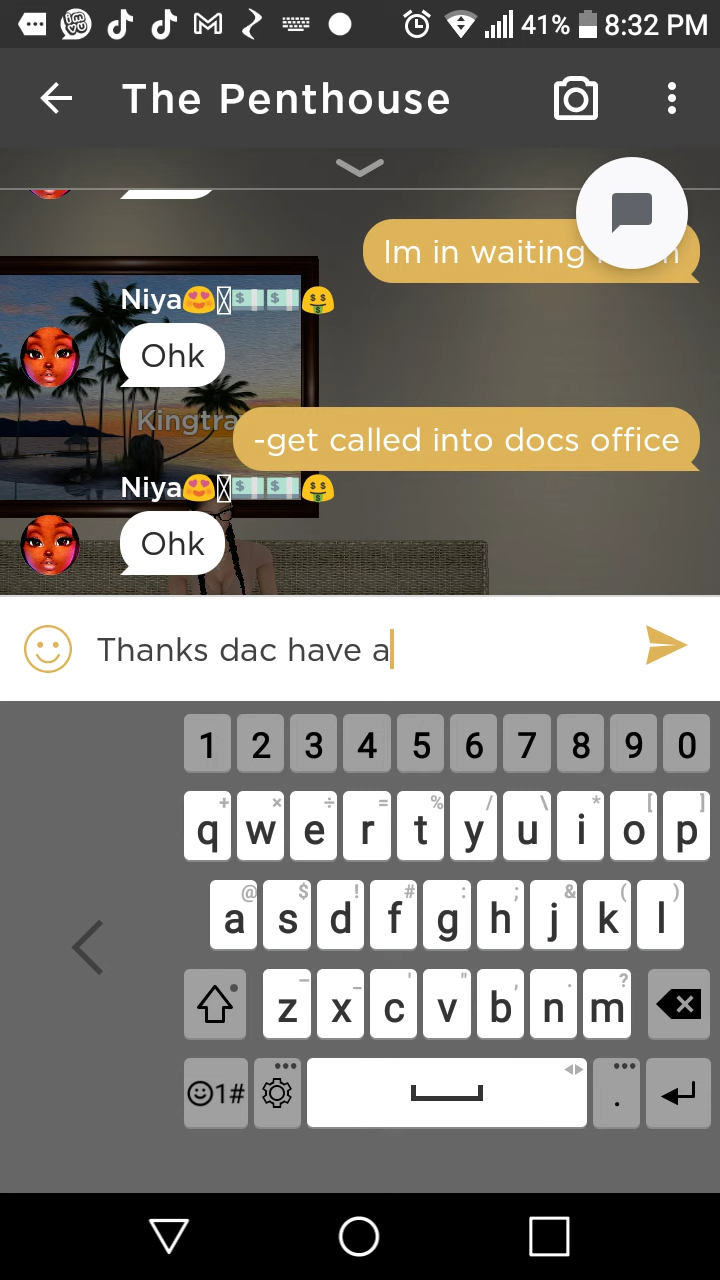 41% 8:32 PM
The Penthouse
Im in waiting
Niya😍💵💵🤑
Ohk
Kingtra
-get called into docs office
Niya😍💵💵🤑
Ohk
Thanks dac have a
1 2 3 4 5 6 7 8 9 0
+ × ÷ = % / \ * [ ]
q w e r t y u i o p
@ $ ! # : ; & ( )
a s d f g h j k l
– _ ' " , . ?
z x c v b n m
1# .